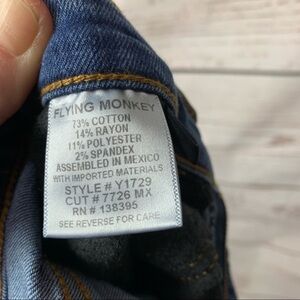 FLYING MONKEY
73% COTTON
14% RAYON
11% POLYESTER
2% SPANDEX
ASSEMBLED IN MEXICO
WITH IMPORTED MATERIALS
STYLE # Y1729
CUT # 7726 MX
RN # 138395
SEE REVERSE FOR CARE